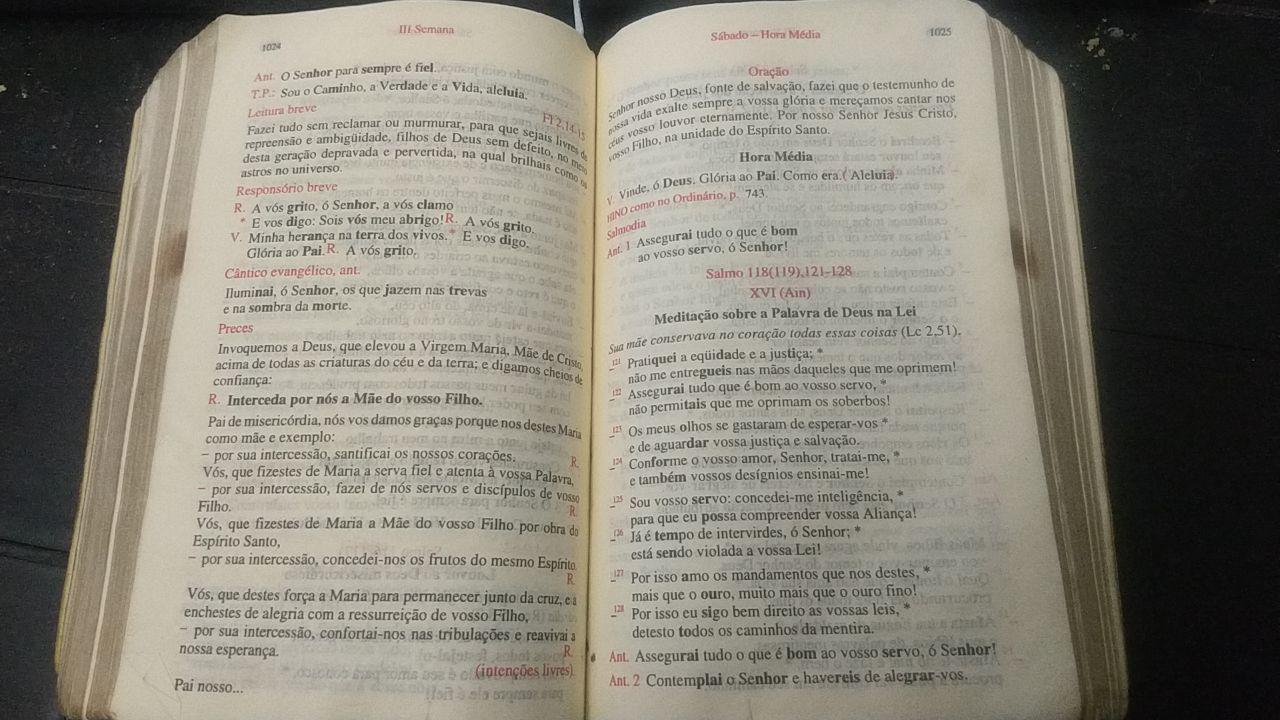 1024
III Semana
Ant. O Senhor para sempre é fiel.
T.P.: Sou o Caminho, a Verdade e a Vida, aleluia.
Leitura breve
Fl 2,14-15
Fazei tudo sem reclamar ou murmurar, para que sejais livres de
repreensão e ambigüidade, filhos de Deus sem defeito, no meio
desta geração depravada e pervertida, na qual brilhais como os
astros no universo.
Responsório breve
R. A vós grito, ó Senhor, a vós clamo
* E vos digo: Sois vós meu abrigo! R. A vós grito.
V. Minha herança na terra dos vivos. * E vos digo.
Glória ao Pai. R. A vós grito.
Cântico evangélico, ant.
Iluminai, ó Senhor, os que jazem nas trevas
e na sombra da morte.
Preces
Invoquemos a Deus, que elevou a Virgem Maria, Mãe de Cristo,
acima de todas as criaturas do céu e da terra; e digamos cheios de
confiança:
R. Interceda por nós a Mãe do vosso Filho.
Pai de misericórdia, nós vos damos graças porque nos destes Maria
como mãe e exemplo:
– por sua intercessão, santificai os nossos corações. R.
Vós, que fizestes de Maria a serva fiel e atenta à vossa Palavra,
– por sua intercessão, fazei de nós servos e discípulos de vosso
Filho. R.
Vós, que fizestes de Maria a Mãe do vosso Filho por obra do
Espírito Santo,
– por sua intercessão, concedei-nos os frutos do mesmo Espírito.
R.
Vós, que destes força a Maria para permanecer junto da cruz, e a
enchestes de alegria com a ressurreição de vosso Filho,
– por sua intercessão, confortai-nos nas tribulações e reavivai a
nossa esperança. R.
(intenções livres)
Pai nosso...
Sábado – Hora Média
1025
Oração
Senhor nosso Deus, fonte de salvação, fazei que o testemunho de
nossa vida exalte sempre a vossa glória e mereçamos cantar nos
céus vosso louvor eternamente. Por nosso Senhor Jesus Cristo,
vosso Filho, na unidade do Espírito Santo.
Hora Média
V. Vinde, ó Deus. Glória ao Pai. Como era.( Aleluia).
HINO como no Ordinário, p. 743.
Salmodia
Ant. 1 Assegurai tudo o que é bom
ao vosso servo, ó Senhor!
Salmo 118(119),121-128
XVI (Ain)
Meditação sobre a Palavra de Deus na Lei
Sua mãe conservava no coração todas essas coisas (Lc 2,51).
– 121 Pratiquei a eqüidade e a justiça; *
não me entregueis nas mãos daqueles que me oprimem!
– 122 Assegurai tudo que é bom ao vosso servo, *
não permitais que me oprimam os soberbos!
– 123 Os meus olhos se gastaram de esperar-vos *
e de aguardar vossa justiça e salvação.
– 124 Conforme o vosso amor, Senhor, tratai-me, *
e também vossos desígnios ensinai-me!
– 125 Sou vosso servo: concedei-me inteligência, *
para que eu possa compreender vossa Aliança!
– 126 Já é tempo de intervirdes, ó Senhor; *
está sendo violada a vossa Lei!
– 127 Por isso amo os mandamentos que nos destes, *
mais que o ouro, muito mais que o ouro fino!
– 128 Por isso eu sigo bem direito as vossas leis, *
detesto todos os caminhos da mentira.
Ant. Assegurai tudo o que é bom ao vosso servo, ó Senhor!
Ant. 2 Contemplai o Senhor e havereis de alegrar-vos.